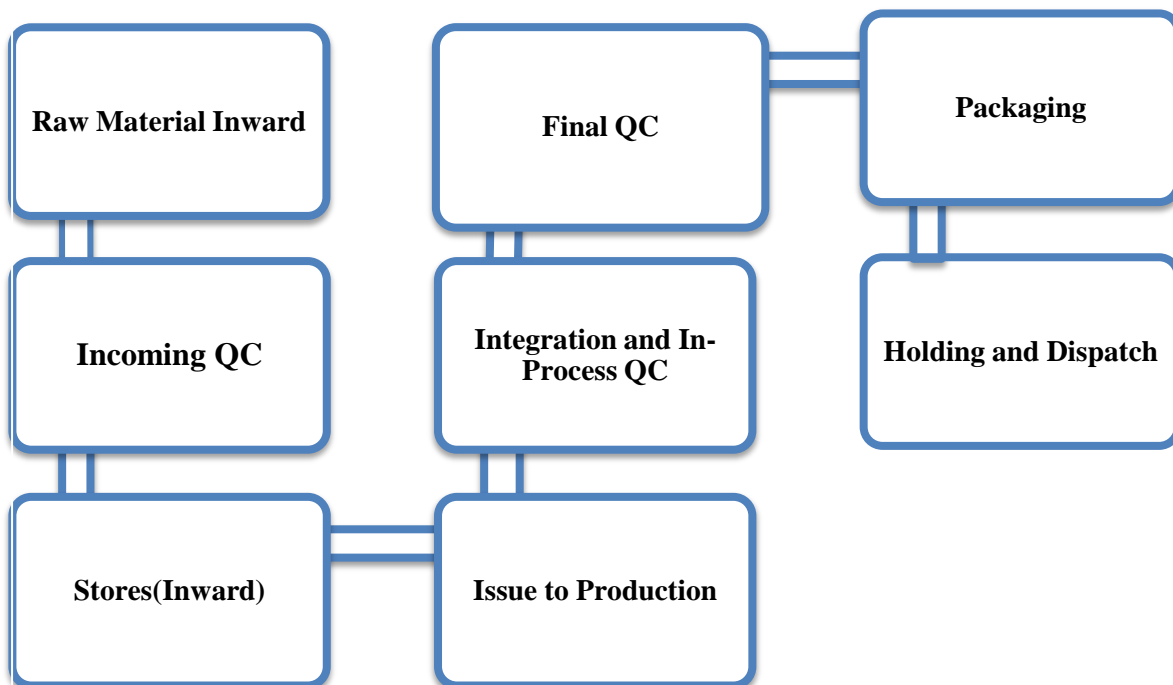 Raw Material Inward
Incoming QC
Stores(Inward)
Issue to Production
Integration and In-
Process QC
Final QC
Packaging
Holding and Dispatch